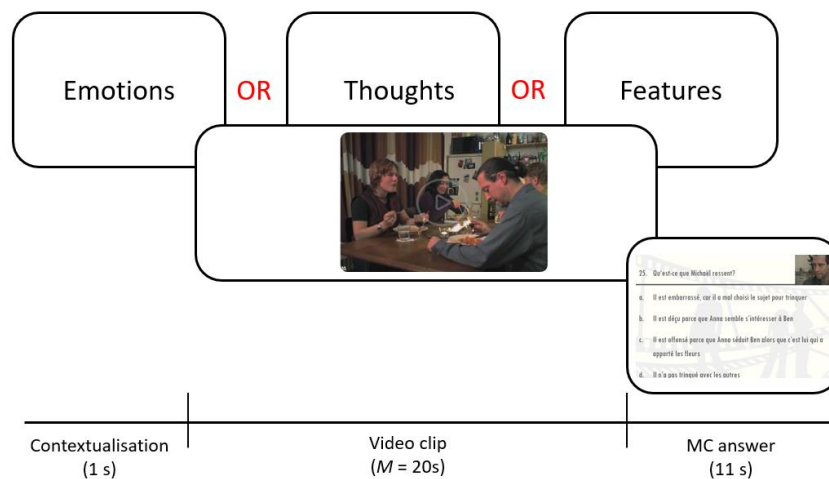 Emotions OR Thoughts OR Features
25. Qu'est-ce que Michaël ressent?
a. Il est embarrassé, car il a mal choisi le sujet pour trinquer
b. Il est déçu parce que Anna semble s'intéresser à Ben
c. Il est offensé parce que Anna séduit Ben alors que c'est lui qui a
apporté les fleurs
d. Il n'a pas trinqué avec les autres
Contextualisation
(1 s)
Video clip
(M = 20s)
MC answer
(11 s)